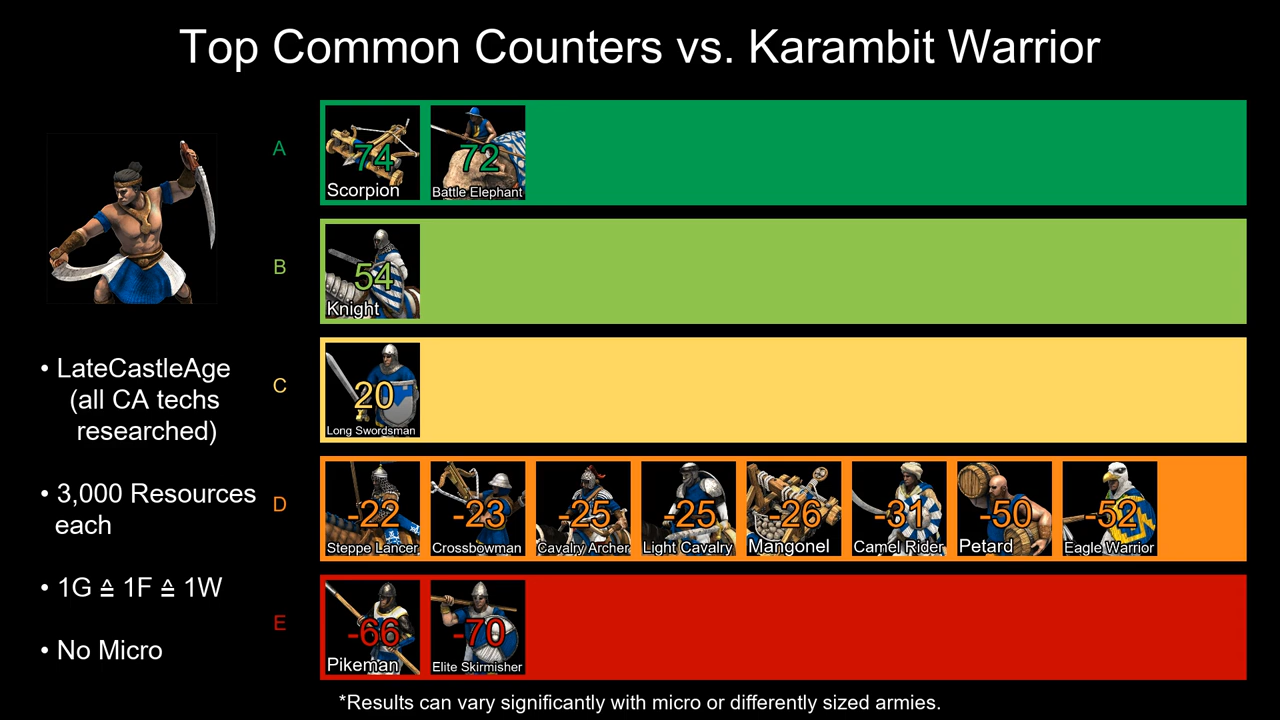 Top Common Counters vs. Karambit Warrior
A
74
72
Scorpion
Battle Elephant
B
54
Knight
• LateCastleAge
(all CA techs
researched)
C
20
Long Swordsman
• 3,000 Resources
each
D
-22
-23
-25
-25
-26
-31
-50
-52
Steppe Lancer
Crossbowman
Cavalry Archer
Light Cavalry
Mangonel
Camel Rider
Petard
Eagle Warrior
• 1G ≙ 1F ≙ 1W
• No Micro
E
-66
-70
Pikeman
Elite Skirmisher
*Results can vary significantly with micro or differently sized armies.